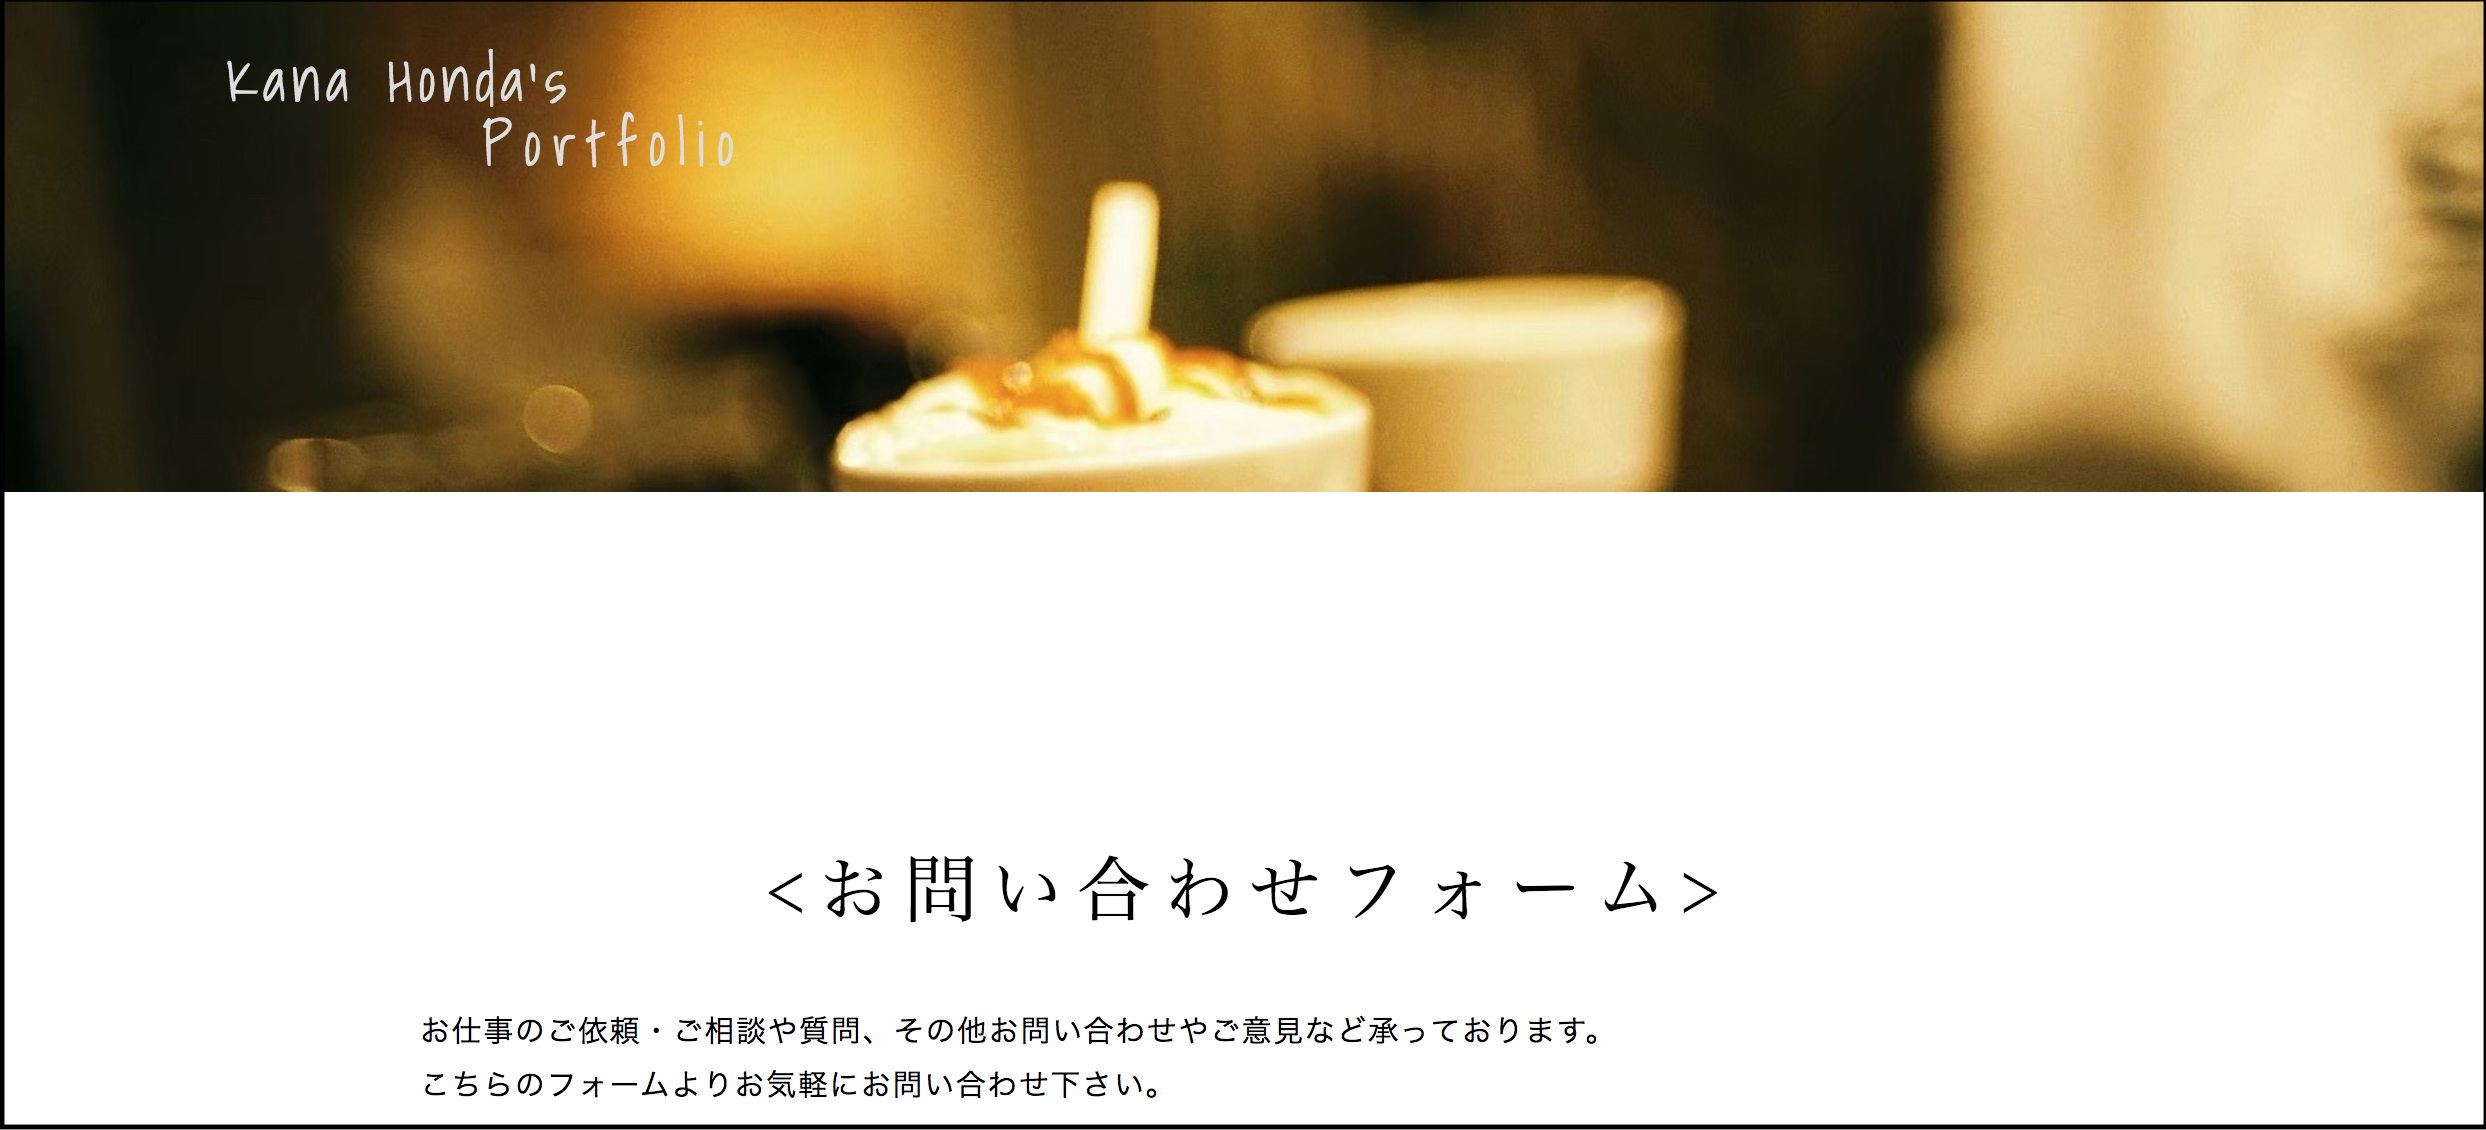 Kana Honda's
Portfolio
<お問い合わせフォーム>
お仕事のご依頼・ご相談や質問、その他お問い合わせやご意見など承っております。
こちらのフォームよりお気軽にお問い合わせ下さい。